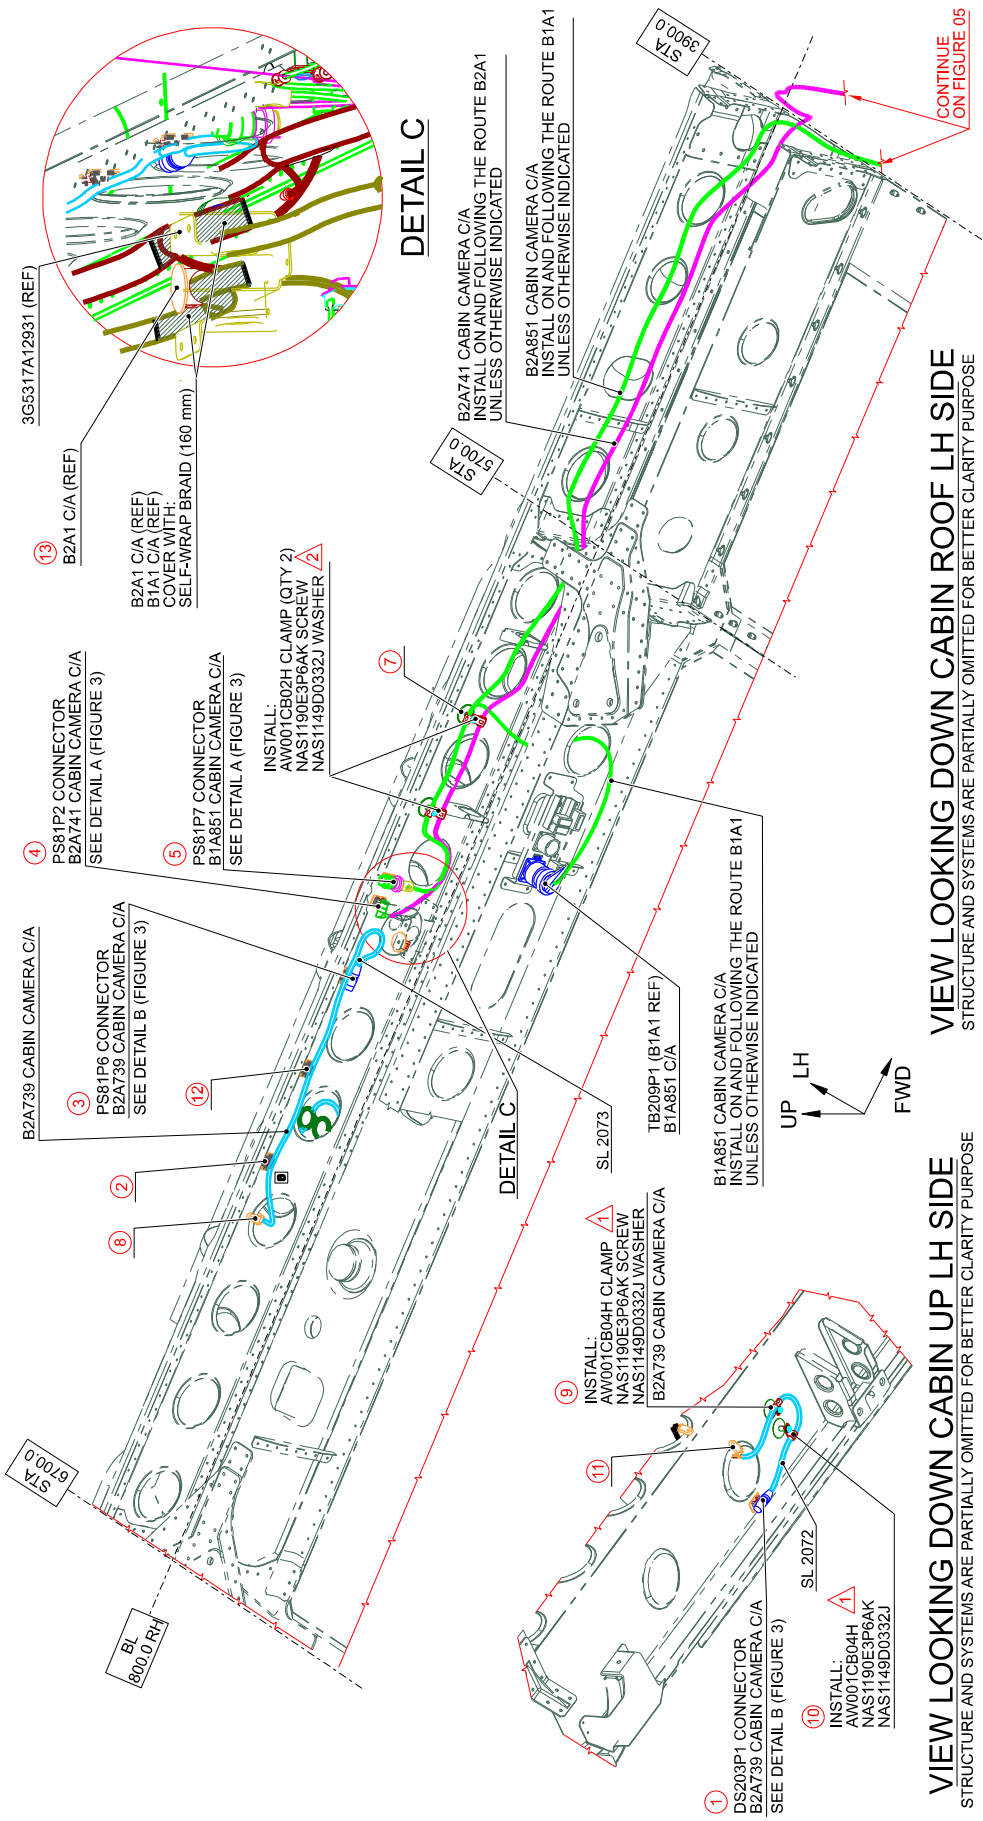 13
B2A1 C/A (REF)
3G5317A12931 (REF)
B2A1 C/A (REF)
B1A1 C/A (REF)
COVER WITH:
SELF-WRAP BRAID (160 mm)
DETAIL C
4
PS81P2 CONNECTOR
B2A741 CABIN CAMERA C/A
SEE DETAIL A (FIGURE 3)
5
PS81P7 CONNECTOR
B1A851 CABIN CAMERA C/A
SEE DETAIL A (FIGURE 3)
INSTALL:
AW001CB02H CLAMP (QTY 2)
NAS1190E3P6AK SCREW
NAS1149D0332J WASHER
2
7
B2A741 CABIN CAMERA C/A
INSTALL ON AND FOLLOWING THE ROUTE B2A1
UNLESS OTHERWISE INDICATED
B2A851 CABIN CAMERA C/A
INSTALL ON AND FOLLOWING THE ROUTE B1A1
UNLESS OTHERWISE INDICATED
STA
3900.0
STA
5700.0
CONTINUE
ON FIGURE 05
B2A739 CABIN CAMERA C/A
3
PS81P6 CONNECTOR
B2A739 CABIN CAMERA C/A
SEE DETAIL B (FIGURE 3)
12
2
8
B
STA
6700.0
BL
800.0 RH
DETAIL C
SL2073
TB209P1 (B1A1 REF)
B1A851 C/A
B1A851 CABIN CAMERA C/A
INSTALL ON AND FOLLOWING THE ROUTE B1A1
UNLESS OTHERWISE INDICATED
UP
LH
FWD
VIEW LOOKING DOWN CABIN ROOF LH SIDE
STRUCTURE AND SYSTEMS ARE PARTIALLY OMITTED FOR BETTER CLARITY PURPOSE
9
INSTALL:
AW001CB04H CLAMP
NAS1190E3P6AK SCREW
NAS1149D0332J WASHER
1
B2A739 CABIN CAMERA C/A
11
SL2072
1
DS203P1 CONNECTOR
B2A739 CABIN CAMERA C/A
SEE DETAIL B (FIGURE 3)
10
INSTALL:
AW001CB04H
NAS1190E3P6AK
NAS1149D0332J
1
VIEW LOOKING DOWN CABIN UP LH SIDE
STRUCTURE AND SYSTEMS ARE PARTIALLY OMITTED FOR BETTER CLARITY PURPOSE